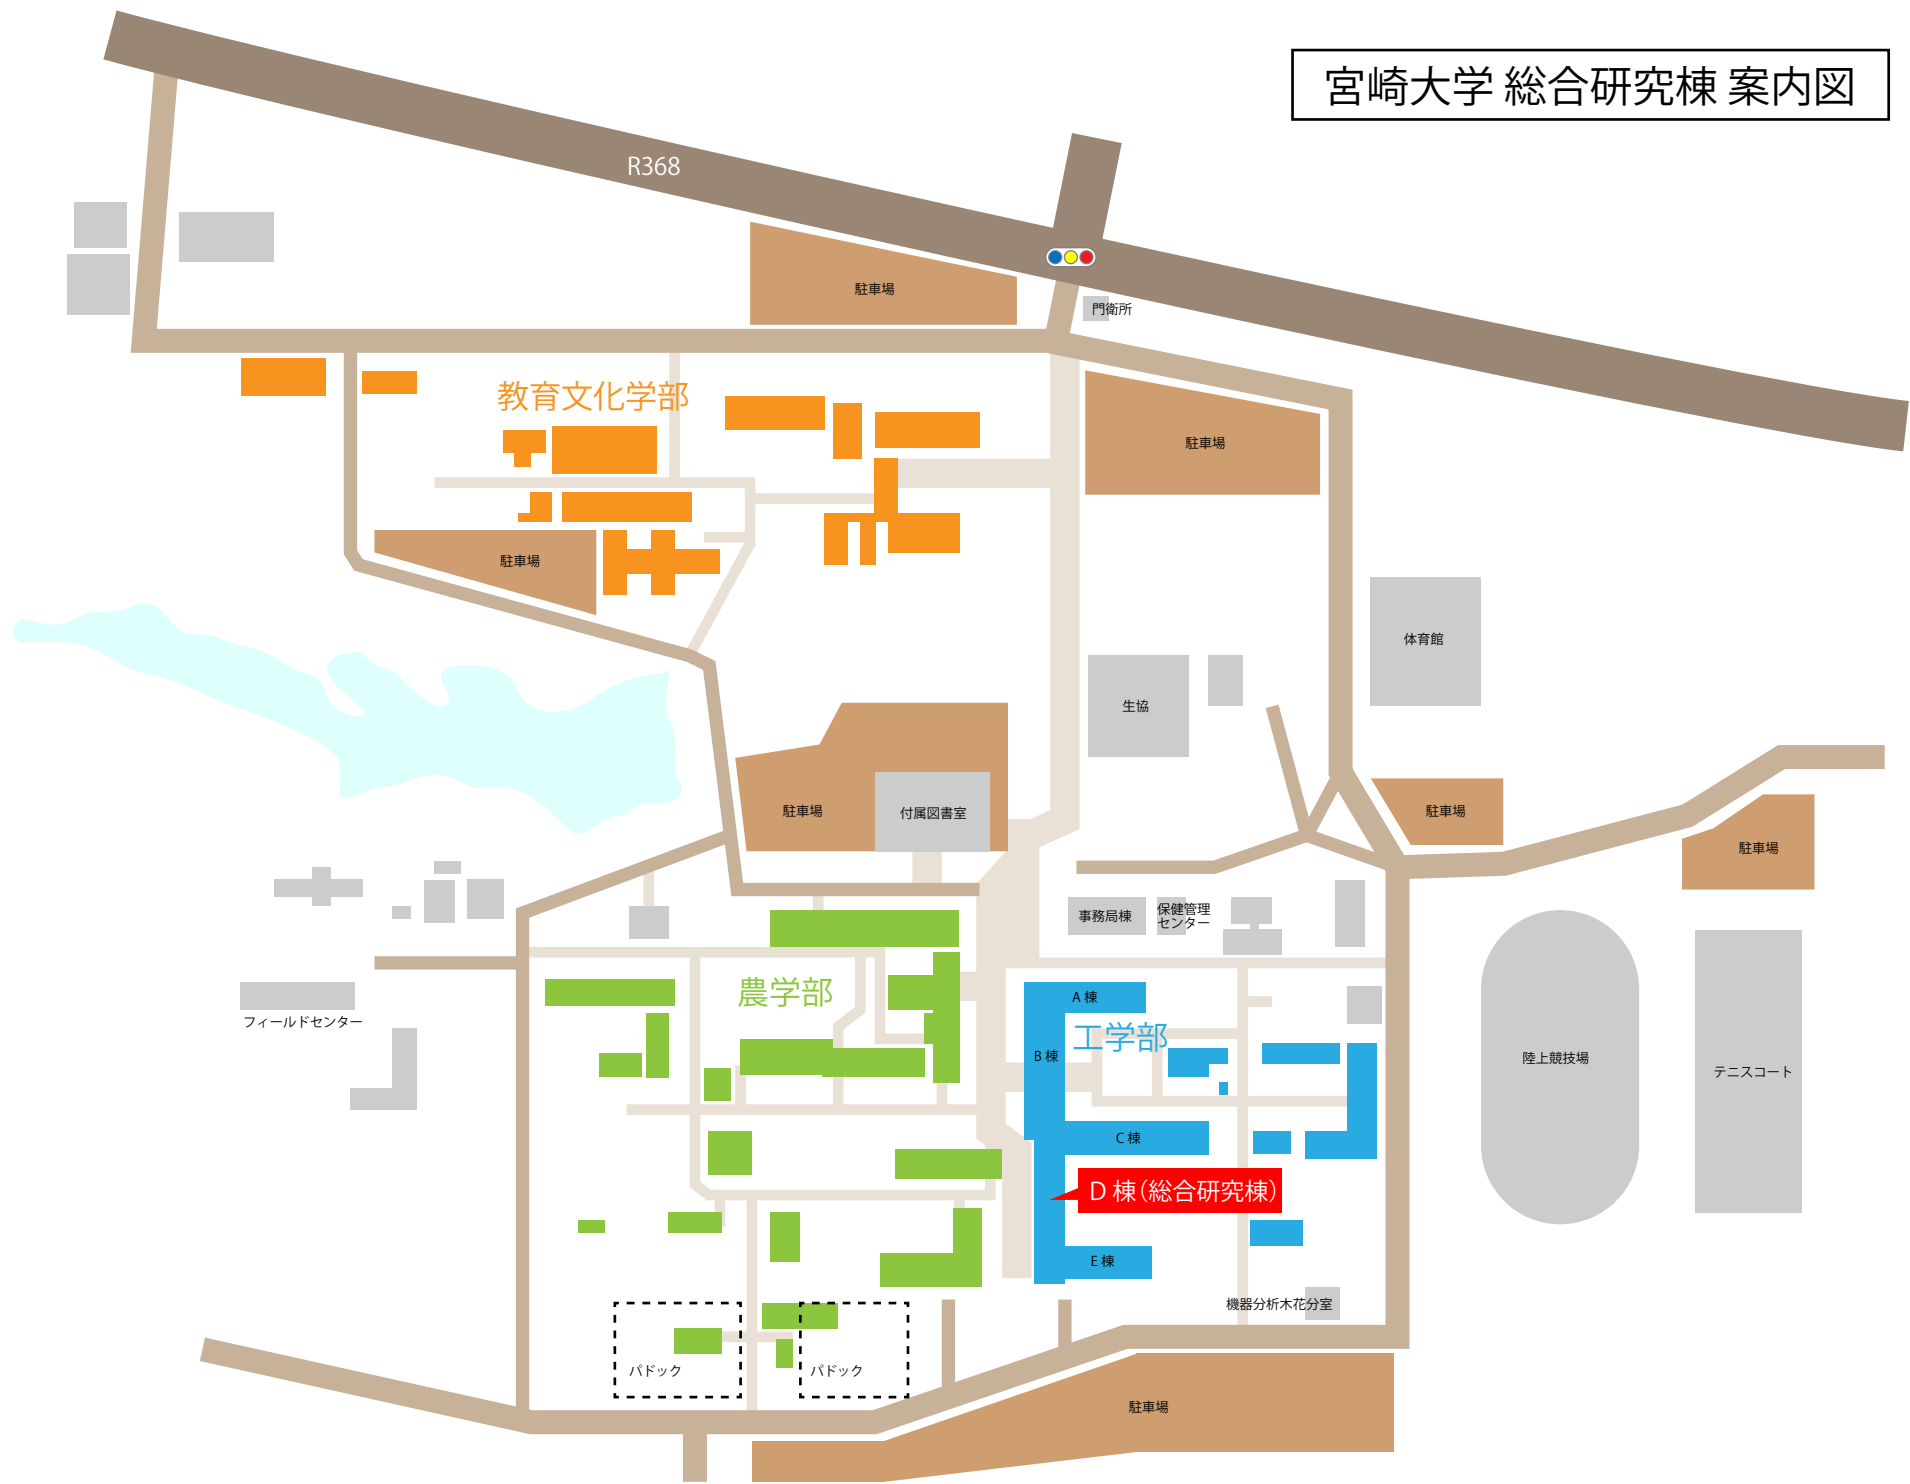 宮崎大学 総合研究棟 案内図
R368
駐車場
門衛所
教育文化学部
駐車場
駐車場
体育館
生協
駐車場
付属図書室
駐車場
駐車場
事務局棟
保健管理
センター
農学部
A 棟
フィールドセンター
工学部
B 棟
陸上競技場
テニスコート
C 棟
D 棟(総合研究棟)
E 棟
機器分析木花分室
パドック
パドック
駐車場